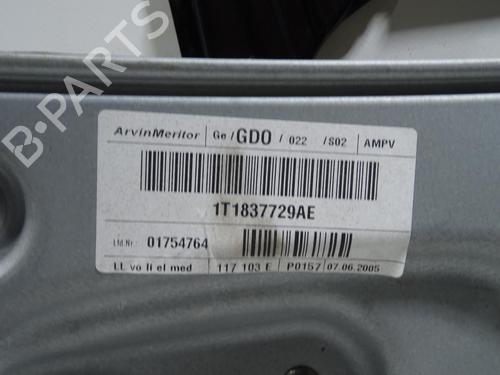 ArvinMeritor Ge/GDO/022 /S02 AMPV
1T1837729AE
Lfd.Nr.: 01754764
LL vo li el med 117 103 E P0157 07.06.2005
B-PARTS